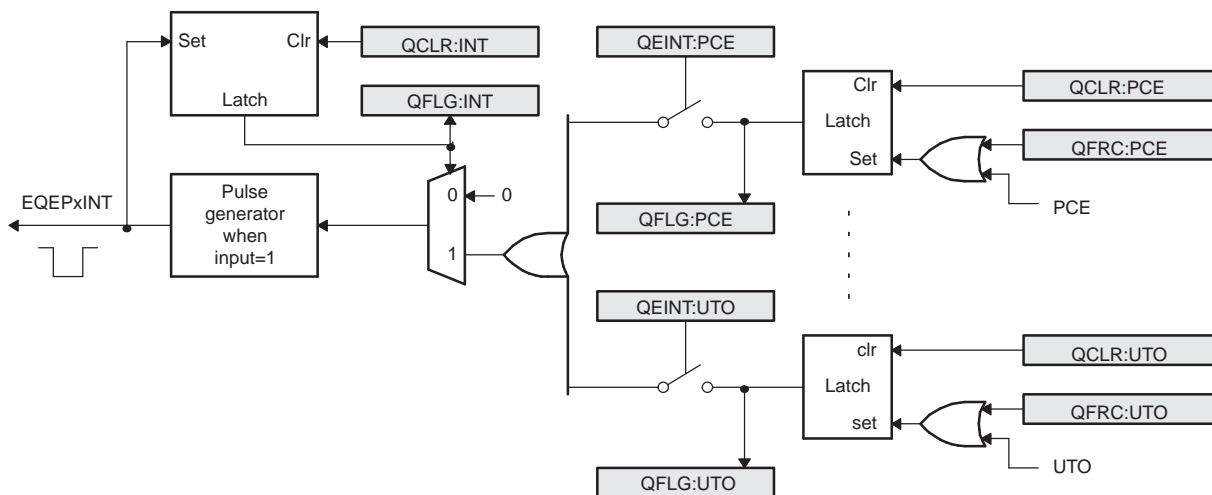 Set
Clr
Latch
QCLR:INT
QFLG:INT
EQEPxINT
Pulse
generator
when
input=1
0
0
1
QEINT:PCE
QFLG:PCE
Clr
Latch
Set
QCLR:PCE
QFRC:PCE
PCE
QEINT:UTO
QFLG:UTO
clr
Latch
set
QCLR:UTO
QFRC:UTO
UTO